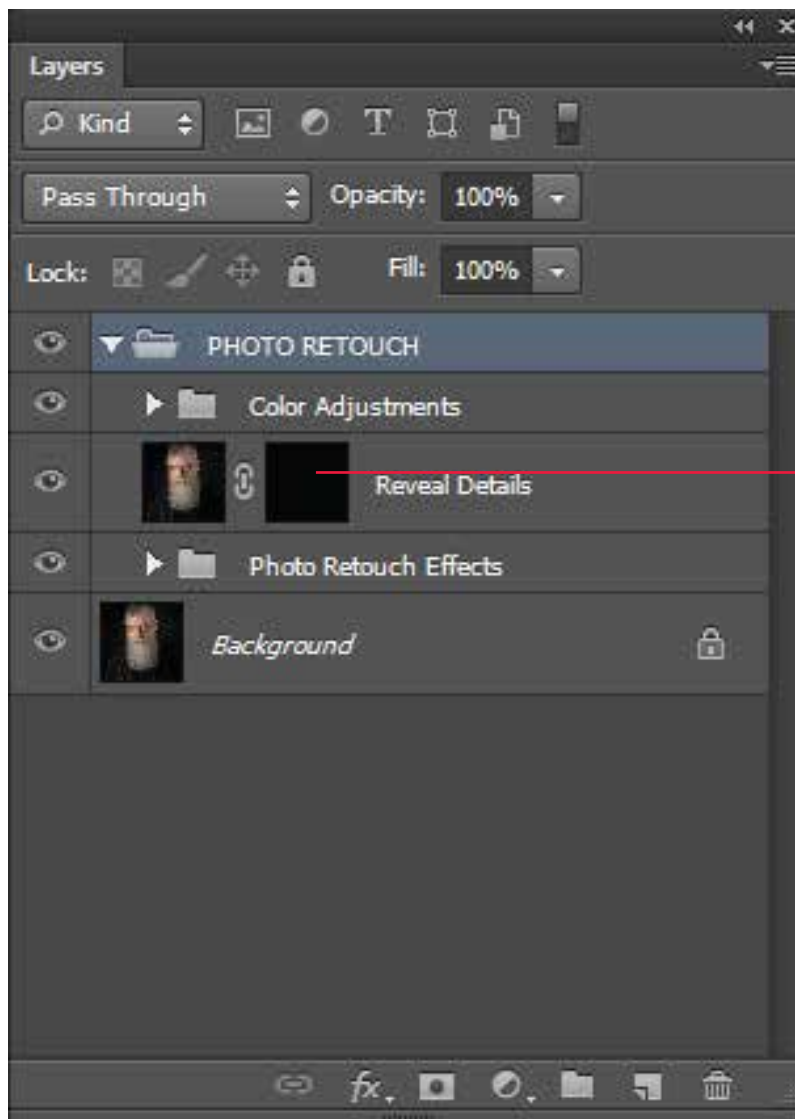 Layers
Kind
T
Pass Through Opacity: 100%
Lock: Fill: 100%
PHOTO RETOUCH
Color Adjustments
Reveal Details
Photo Retouch Effects
Background
fx